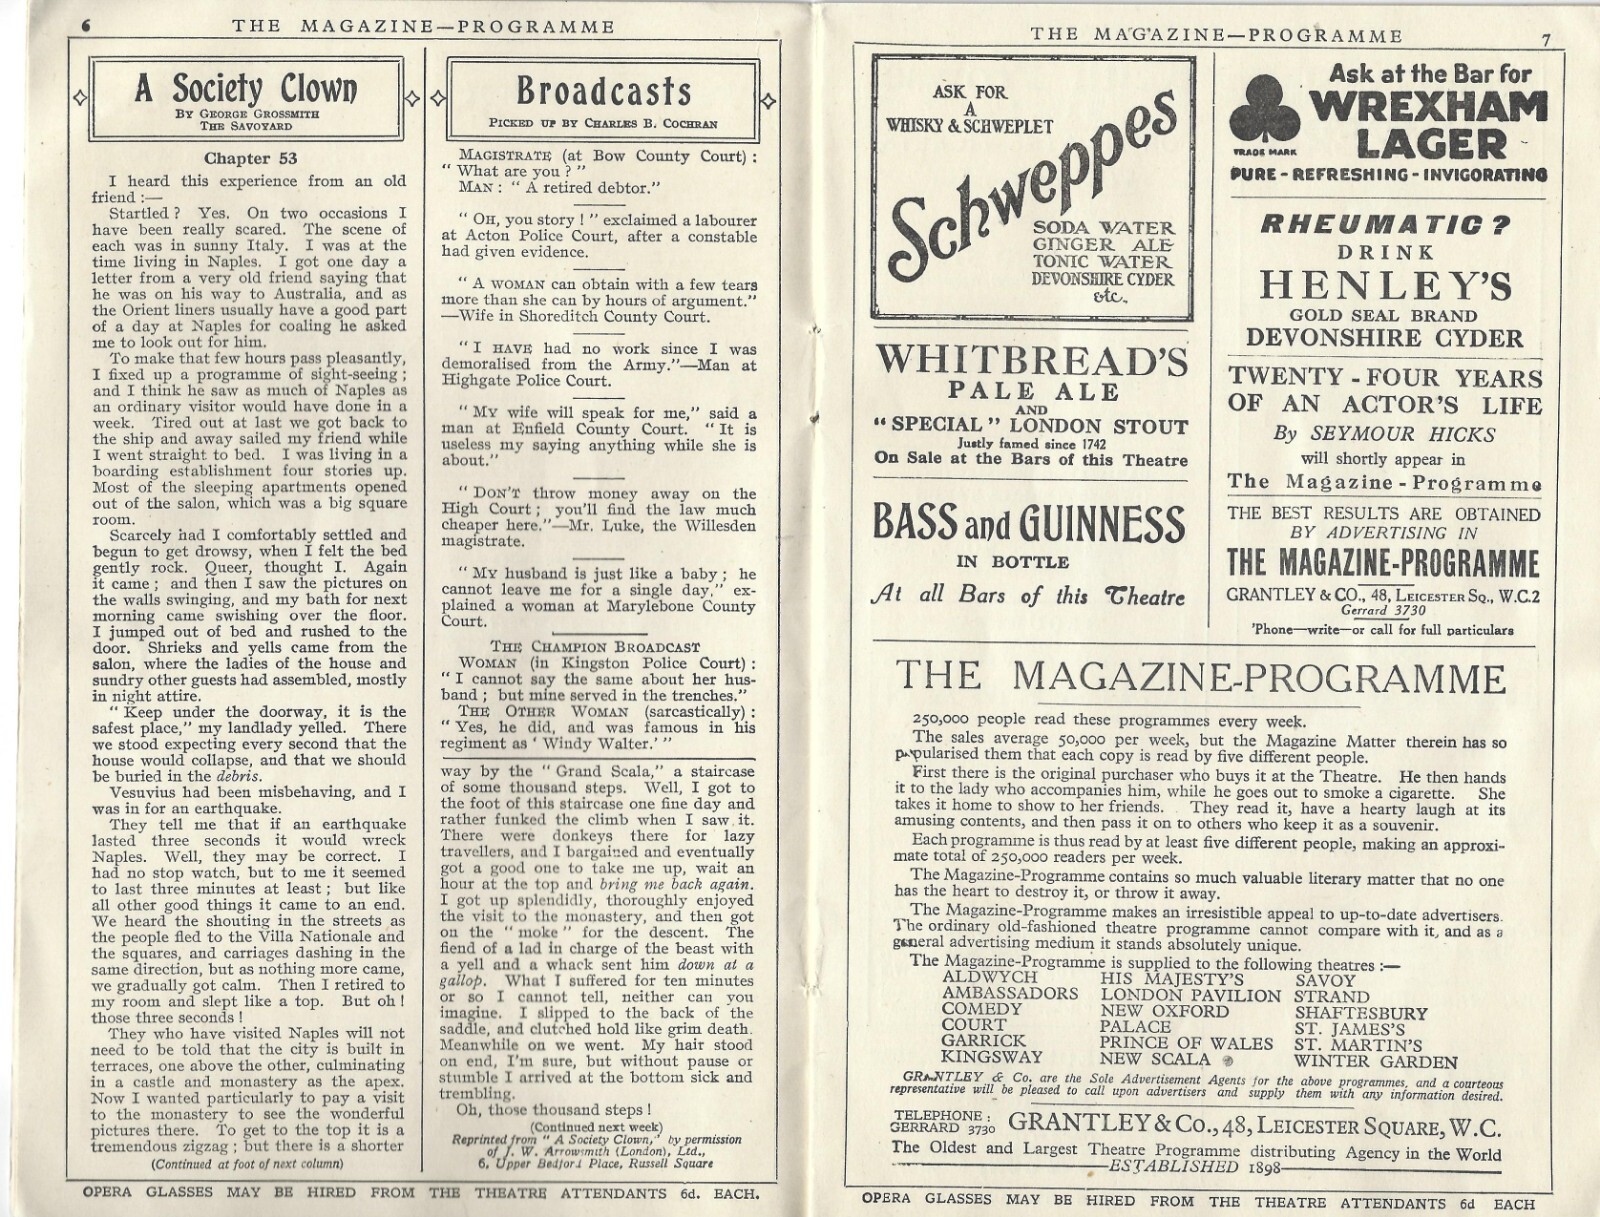 6
THE MAGAZINE—PROGRAMME
A Society Clown
BY GEORGE GROSSMITH
THE SAVOYARD
Chapter 53
I heard this experience from an old
friend :—
Startled ? Yes. On two occasions I
have been really scared. The scene of
each was in sunny Italy. I was at the
time living in Naples. I got one day a
letter from a very old friend saying that
he was on his way to Australia, and as
the Orient liners usually have a good part
of a day at Naples for coaling he asked
me to look out for him.
To make that few hours pass pleasantly,
I fixed up a programme of sight-seeing ;
and I think he saw as much of Naples as
an ordinary visitor would have done in a
week. Tired out at last we got back to
the ship and away sailed my friend while
I went straight to bed. I was living in a
boarding establishment four stories up.
Most of the sleeping apartments opened
out of the salon, which was a big square
room.
Scarcely had I comfortably settled and
begun to get drowsy, when I felt the bed
gently rock. Queer, thought I. Again
it came ; and then I saw the pictures on
the walls swinging, and my bath for next
morning came swishing over the floor.
I jumped out of bed and rushed to the
door. Shrieks and yells came from the
salon, where the ladies of the house and
sundry other guests had assembled, mostly
in night attire.
" Keep under the doorway, it is the
safest place," my landlady yelled. There
we stood expecting every second that the
house would collapse, and that we should
be buried in the debris.
Vesuvius had been misbehaving, and I
was in for an earthquake.
They tell me that if an earthquake
lasted three seconds it would wreck
Naples. Well, they may be correct. I
had no stop watch, but to me it seemed
to last three minutes at least ; but like
all other good things it came to an end.
We heard the shouting in the streets as
the people fled to the Villa Nationale and
the squares, and carriages dashing in the
same direction, but as nothing more came,
we gradually got calm. Then I retired to
my room and slept like a top. But oh !
those three seconds !
They who have visited Naples will not
need to be told that the city is built in
terraces, one above the other, culminating
in a castle and monastery as the apex.
Now I wanted particularly to pay a visit
to the monastery to see the wonderful
pictures there. To get to the top it is a
tremendous zigzag ; but there is a shorter
(Continued at foot of next column)
Broadcasts
PICKED UP BY CHARLES B. COCHRAN
MAGISTRATE (at Bow County Court) :
" What are you ? "
MAN : " A retired debtor."
" OH, you story ! " exclaimed a labourer
at Acton Police Court, after a constable
had given evidence.
" A WOMAN can obtain with a few tears
more than she can by hours of argument."
—Wife in Shoreditch County Court.
" I HAVE had no work since I was
demoralised from the Army."—Man at
Highgate Police Court.
" MY wife will speak for me," said a
man at Enfield County Court. " It is
useless my saying anything while she is
about."
" DON'T throw money away on the
High Court ; you'll find the law much
cheaper here."—Mr. Luke, the Willesden
magistrate.
" MY husband is just like a baby ; he
cannot leave me for a single day," ex-
plained a woman at Marylebone County
Court.
THE CHAMPION BROADCAST
WOMAN (in Kingston Police Court) :
" I cannot say the same about her hus-
band ; but mine served in the trenches."
THE OTHER WOMAN (sarcastically) :
" Yes, he did, and was famous in his
regiment as ' Windy Walter.' "
way by the " Grand Scala," a staircase
of some thousand steps. Well, I got to
the foot of this staircase one fine day and
rather funked the climb when I saw it.
There were donkeys there for lazy
travellers, and I bargained and eventually
got a good one to take me up, wait an
hour at the top and bring me back again.
I got up splendidly, thoroughly enjoyed
the visit to the monastery, and then got
on the " moke " for the descent. The
fiend of a lad in charge of the beast with
a yell and a whack sent him down at a
gallop. What I suffered for ten minutes
or so I cannot tell, neither can you
imagine. I slipped to the back of the
saddle, and clutched hold like grim death.
Meanwhile on we went. My hair stood
on end, I'm sure, but without pause or
stumble I arrived at the bottom sick and
trembling.
Oh, those thousand steps !
(Continued next week)
Reprinted from " A Society Clown," by permission
of J. W. Arrowsmith (London), Ltd.,
6, Upper Bedford Place, Russell Square
OPERA GLASSES MAY BE HIRED FROM THE THEATRE ATTENDANTS 6d. EACH.
THE MAGAZINE—PROGRAMME
7
ASK FOR
A
WHISKY & SCHWEPLET
Schweppes
SODA WATER
GINGER ALE
TONIC WATER
DEVONSHIRE CYDER
etc.
WHITBREAD'S
PALE ALE
AND
" SPECIAL " LONDON STOUT
Justly famed since 1742
On Sale at the Bars of this Theatre
BASS and GUINNESS
IN BOTTLE
At all Bars of this Theatre
Ask at the Bar for
WREXHAM
LAGER
TRADE MARK
PURE - REFRESHING - INVIGORATING
RHEUMATIC ?
DRINK
HENLEY'S
GOLD SEAL BRAND
DEVONSHIRE CYDER
TWENTY - FOUR YEARS
OF AN ACTOR'S LIFE
By SEYMOUR HICKS
will shortly appear in
The Magazine - Programme
THE BEST RESULTS ARE OBTAINED
BY ADVERTISING IN
THE MAGAZINE-PROGRAMME
GRANTLEY & CO., 48, LEICESTER SQ., W.C.2
Gerrard 3730
'Phone—write—or call for full particulars
THE MAGAZINE-PROGRAMME
250,000 people read these programmes every week.
The sales average 50,000 per week, but the Magazine Matter therein has so
popularised them that each copy is read by five different people.
First there is the original purchaser who buys it at the Theatre. He then hands
it to the lady who accompanies him, while he goes out to smoke a cigarette. She
takes it home to show to her friends. They read it, have a hearty laugh at its
amusing contents, and then pass it on to others who keep it as a souvenir.
Each programme is thus read by at least five different people, making an approxi-
mate total of 250,000 readers per week.
The Magazine-Programme contains so much valuable literary matter that no one
has the heart to destroy it, or throw it away.
The Magazine-Programme makes an irresistible appeal to up-to-date advertisers.
The ordinary old-fashioned theatre programme cannot compare with it, and as a
general advertising medium it stands absolutely unique.
The Magazine-Programme is supplied to the following theatres :—
ALDWYCH HIS MAJESTY'S SAVOY
AMBASSADORS LONDON PAVILION STRAND
COMEDY NEW OXFORD SHAFTESBURY
COURT PALACE ST. JAMES'S
GARRICK PRINCE OF WALES ST. MARTIN'S
KINGSWAY NEW SCALA WINTER GARDEN
GRANTLEY & Co. are the Sole Advertisement Agents for the above programmes, and a courteous
representative will be pleased to call upon advertisers and supply them with any information desired.
TELEPHONE :
GERRARD 3730
GRANTLEY & Co., 48, LEICESTER SQUARE, W.C.
The Oldest and Largest Theatre Programme distributing Agency in the World
ESTABLISHED 1898
OPERA GLASSES MAY BE HIRED FROM THE THEATRE ATTENDANTS 6d EACH